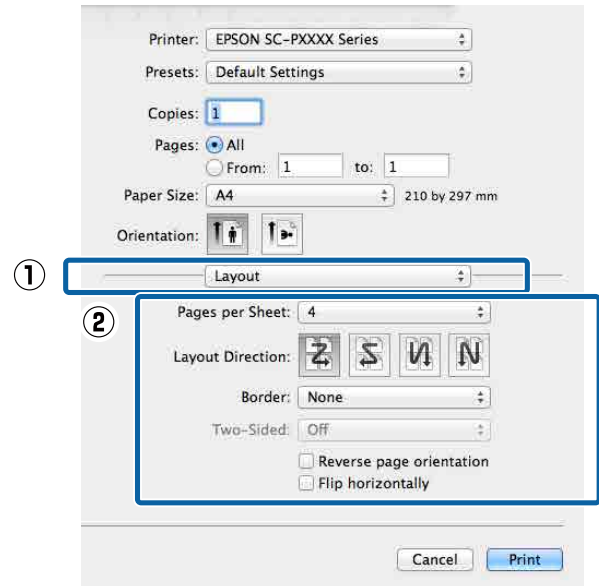 Printer: EPSON SC-PXXXX Series
Presets: Default Settings
Copies: 1
Pages: All
From: 1 to: 1
Paper Size: A4 210 by 297 mm
Orientation:
① Layout
② Pages per Sheet: 4
Layout Direction:
Border: None
Two-Sided: Off
Reverse page orientation
Flip horizontally
Cancel Print